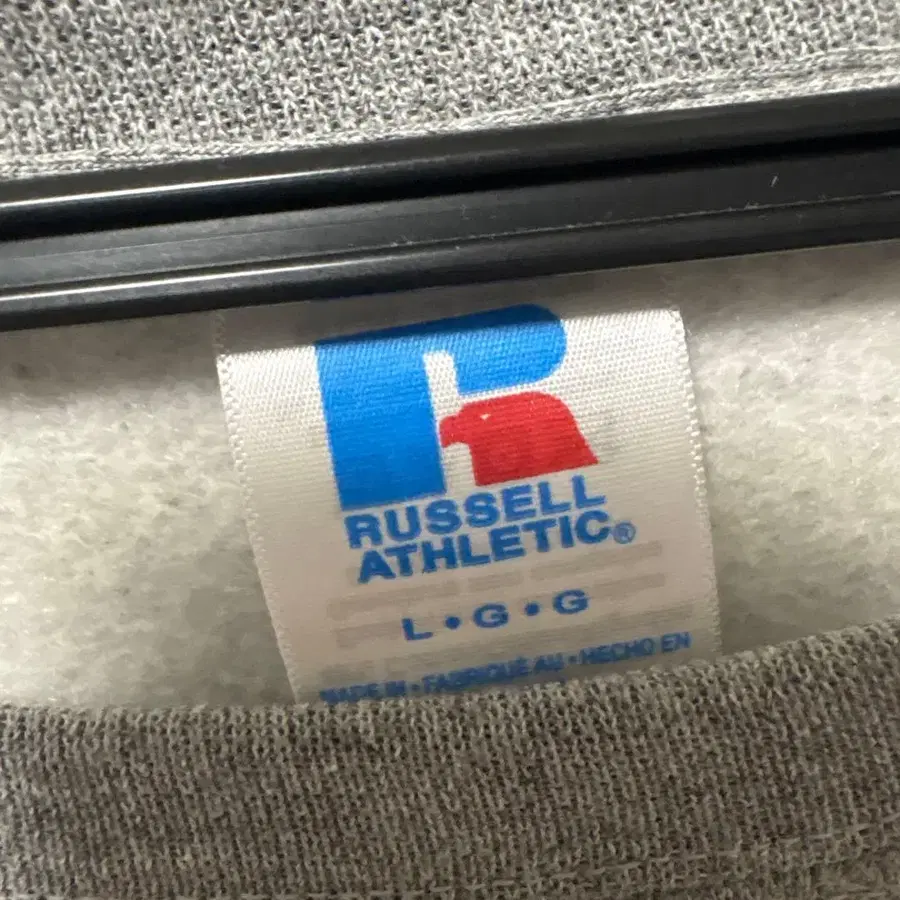 RUSSELL
ATHLETIC®
L•G•G
MADE IN • FABRIQUÉ AU • HECHO EN